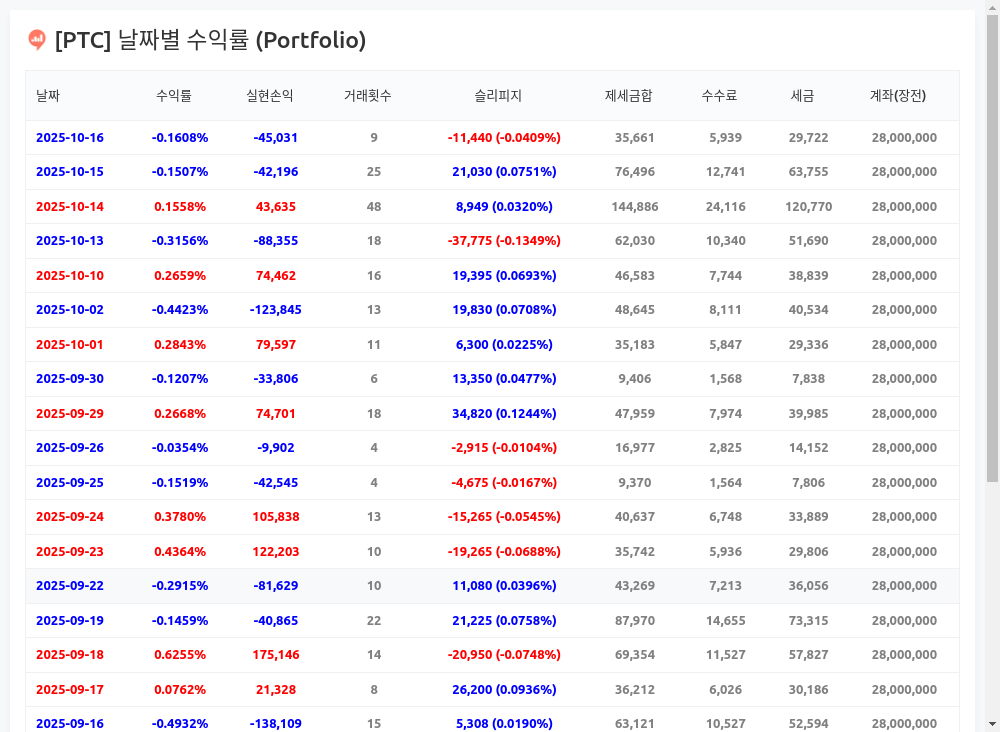 [PTC] 날짜별 수익률 (Portfolio)
날짜 수익률 실현손익 거래횟수 슬리피지 제세금합 수수료 세금 계좌(장전)
2025-10-16 -0.1608% -45,031 9 -11,440 (-0.0409%) 35,661 5,939 29,722 28,000,000
2025-10-15 -0.1507% -42,196 25 21,030 (0.0751%) 76,496 12,741 63,755 28,000,000
2025-10-14 0.1558% 43,635 48 8,949 (0.0320%) 144,886 24,116 120,770 28,000,000
2025-10-13 -0.3156% -88,355 18 -37,775 (-0.1349%) 62,030 10,340 51,690 28,000,000
2025-10-10 0.2659% 74,462 16 19,395 (0.0693%) 46,583 7,744 38,839 28,000,000
2025-10-02 -0.4423% -123,845 13 19,830 (0.0708%) 48,645 8,111 40,534 28,000,000
2025-10-01 0.2843% 79,597 11 6,300 (0.0225%) 35,183 5,847 29,336 28,000,000
2025-09-30 -0.1207% -33,806 6 13,350 (0.0477%) 9,406 1,568 7,838 28,000,000
2025-09-29 0.2668% 74,701 18 34,820 (0.1244%) 47,959 7,974 39,985 28,000,000
2025-09-26 -0.0354% -9,902 4 -2,915 (-0.0104%) 16,977 2,825 14,152 28,000,000
2025-09-25 -0.1519% -42,545 4 -4,675 (-0.0167%) 9,370 1,564 7,806 28,000,000
2025-09-24 0.3780% 105,838 13 -15,265 (-0.0545%) 40,637 6,748 33,889 28,000,000
2025-09-23 0.4364% 122,203 10 -19,265 (-0.0688%) 35,742 5,936 29,806 28,000,000
2025-09-22 -0.2915% -81,629 10 11,080 (0.0396%) 43,269 7,213 36,056 28,000,000
2025-09-19 -0.1459% -40,865 22 21,225 (0.0758%) 87,970 14,655 73,315 28,000,000
2025-09-18 0.6255% 175,146 14 -20,950 (-0.0748%) 69,354 11,527 57,827 28,000,000
2025-09-17 0.0762% 21,328 8 26,200 (0.0936%) 36,212 6,026 30,186 28,000,000
2025-09-16 -0.4932% -138,109 15 5,308 (0.0190%) 63,121 10,527 52,594 28,000,000